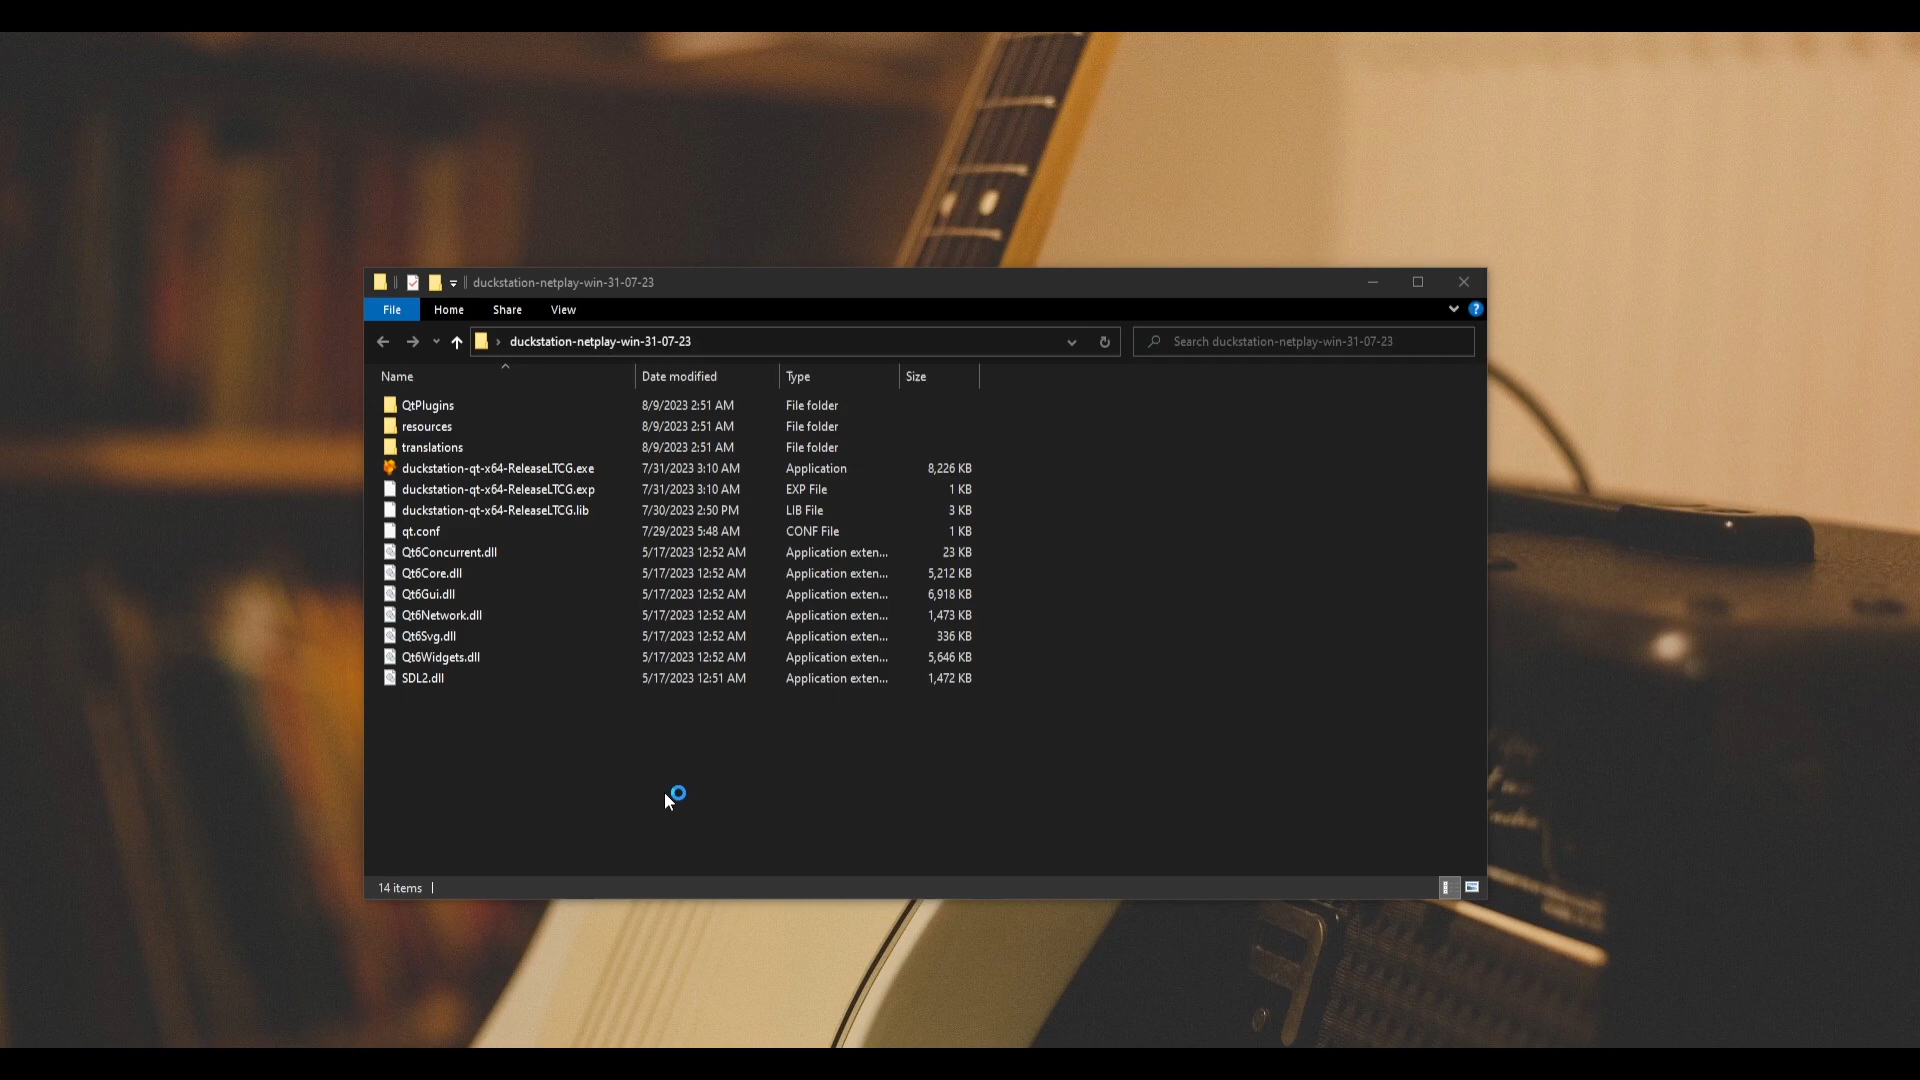 duckstation-netplay-win-31-07-23
File Home Share View
duckstation-netplay-win-31-07-23 Search duckstation-netplay-win-31-07-23
Name Date modified Type Size
QtPlugins 8/9/2023 2:51 AM File folder
resources 8/9/2023 2:51 AM File folder
translations 8/9/2023 2:51 AM File folder
duckstation-qt-x64-ReleaseLTCG.exe 7/31/2023 3:10 AM Application 8,226 KB
duckstation-qt-x64-ReleaseLTCG.exp 7/31/2023 3:10 AM EXP File 1 KB
duckstation-qt-x64-ReleaseLTCG.lib 7/30/2023 2:50 PM LIB File 3 KB
qt.conf 7/29/2023 5:48 AM CONF File 1 KB
Qt6Concurrent.dll 5/17/2023 12:52 AM Application exten... 23 KB
Qt6Core.dll 5/17/2023 12:52 AM Application exten... 5,212 KB
Qt6Gui.dll 5/17/2023 12:52 AM Application exten... 6,918 KB
Qt6Network.dll 5/17/2023 12:52 AM Application exten... 1,473 KB
Qt6Svg.dll 5/17/2023 12:52 AM Application exten... 336 KB
Qt6Widgets.dll 5/17/2023 12:52 AM Application exten... 5,646 KB
SDL2.dll 5/17/2023 12:51 AM Application exten... 1,472 KB
14 items